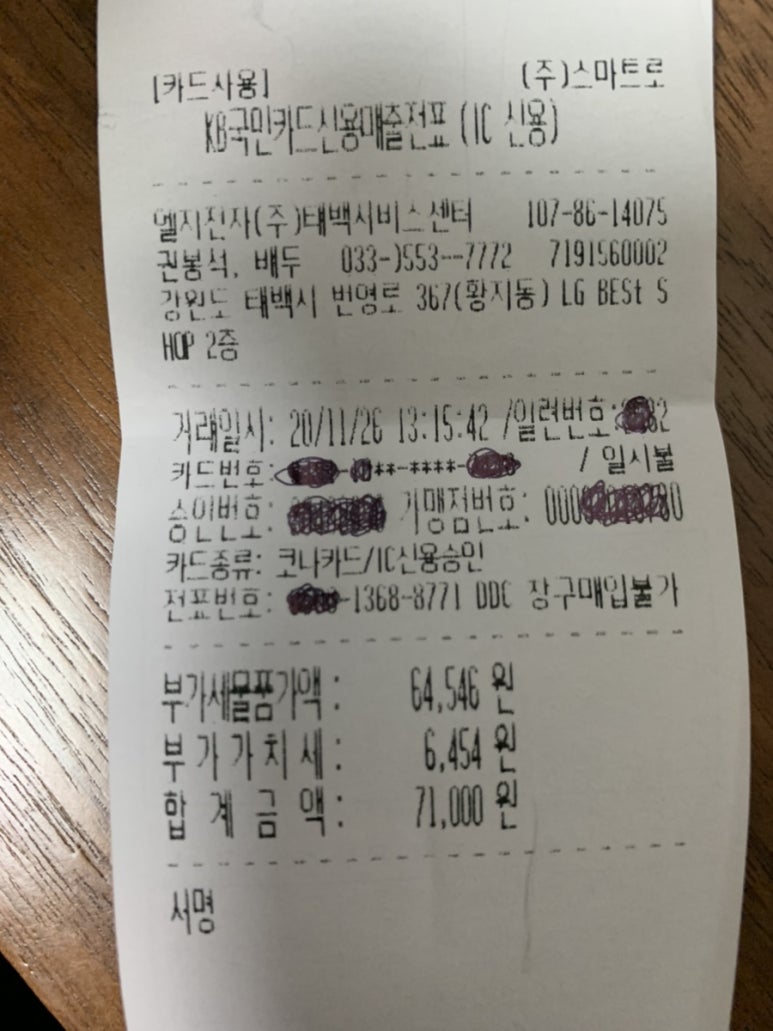 [카드사용] (주)스마트로
KB국민카드신용매출전표(IC 신용)
엘지전자(주)태백서비스센터 107-86-14075
권봉석, 배두 033-)553--7772 7191560002
강원도 태백시 번영로 367(황지동) LG BESt S
HOP 2층
거래일시: 20/11/26 13:15:42 /일련번호: 82
카드번호: - **-****- / 일시불
승인번호: 가맹점번호: 000
카드종류: 코나카드/IC신용승인
전표번호: -1368-8771 DDC 장구매입불가
부가세물품가액: 64,546 원
부가가치세: 6,454 원
합계금액: 71,000 원
서명